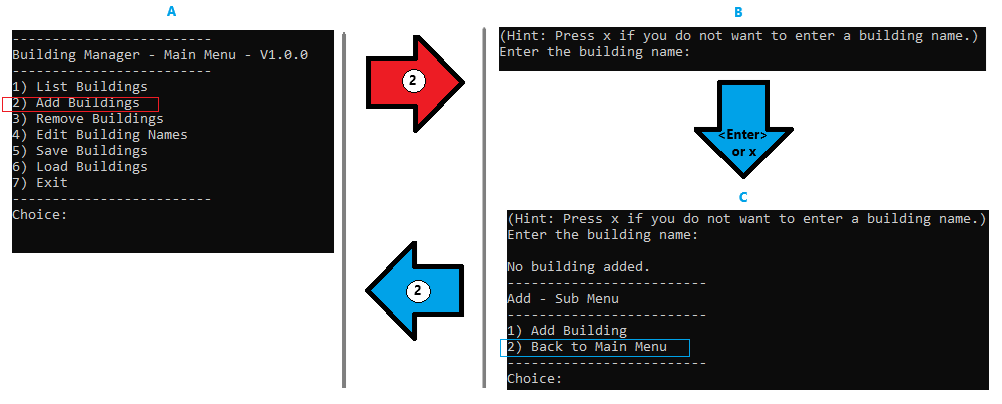 A
-------------------------
Building Manager - Main Menu - V1.0.0
-------------------------
1) List Buildings
2) Add Buildings
3) Remove Buildings
4) Edit Building Names
5) Save Buildings
6) Load Buildings
7) Exit
-------------------------
Choice:
2
B
(Hint: Press x if you do not want to enter a building name.)
Enter the building name:
<Enter>
or x
C
(Hint: Press x if you do not want to enter a building name.)
Enter the building name:
No building added.
-------------------------
Add - Sub Menu
-------------------------
1) Add Building
2) Back to Main Menu
-------------------------
Choice:
2